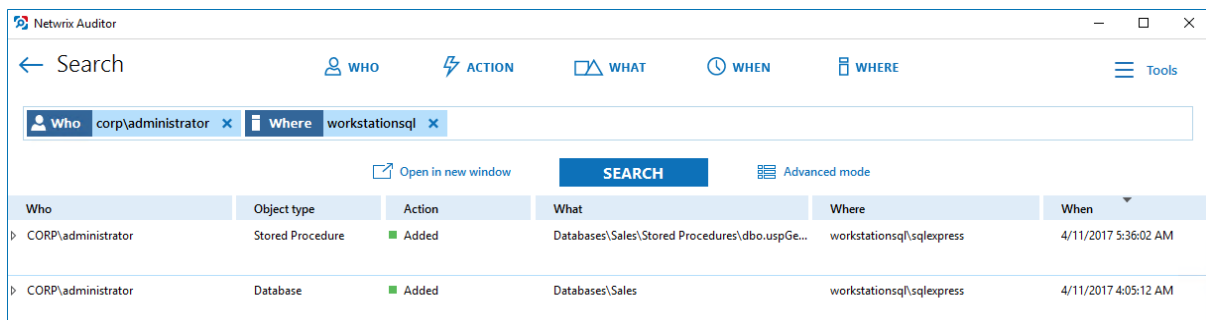 Netwrix Auditor
Search WHO ACTION WHAT WHEN WHERE Tools
Who corp\administrator Where workstationsql
Open in new window SEARCH Advanced mode
Who Object type Action What Where When
CORP\administrator Stored Procedure Added Databases\Sales\Stored Procedures\dbo.uspGe... workstationsql\sqlexpress 4/11/2017 5:36:02 AM
CORP\administrator Database Added Databases\Sales workstationsql\sqlexpress 4/11/2017 4:05:12 AM